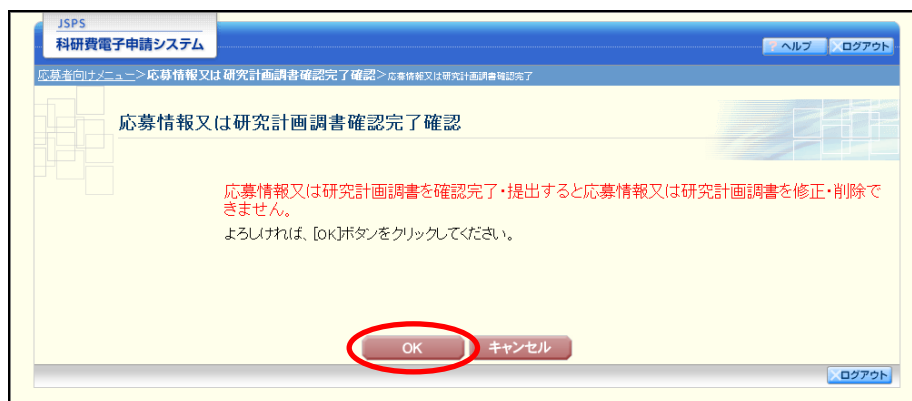 JSPS
科研費電子申請システム
ヘルプ ログアウト
応募者向けメニュー>応募情報又は研究計画調書確認完了確認>応募情報又は研究計画調書確認完了
応募情報又は研究計画調書確認完了確認
応募情報又は研究計画調書を確認完了・提出すると応募情報又は研究計画調書を修正・削除で
きません。
よろしければ、[OK]ボタンをクリックしてください。
OK キャンセル
ログアウト